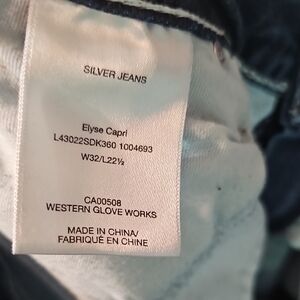 SILVER JEANS
Elyse Capri
L43022SDK360 1004693
W32/L22½
CA00508
WESTERN GLOVE WORKS
MADE IN CHINA/
FABRIQUÉ EN CHINE